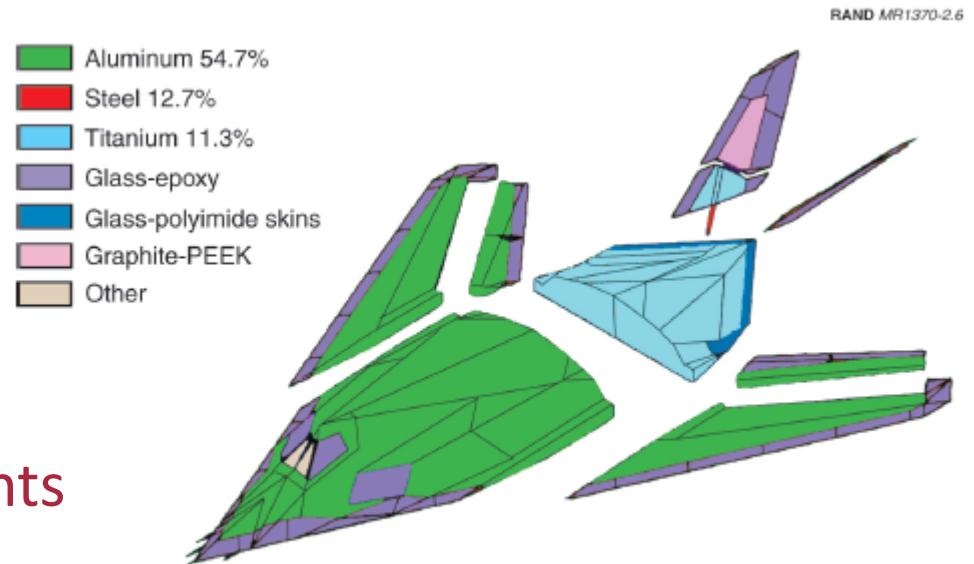 RAND MR1370-2.6
Aluminum 54.7%
Steel 12.7%
Titanium 11.3%
Glass-epoxy
Glass-polyimide skins
Graphite-PEEK
Other
nts